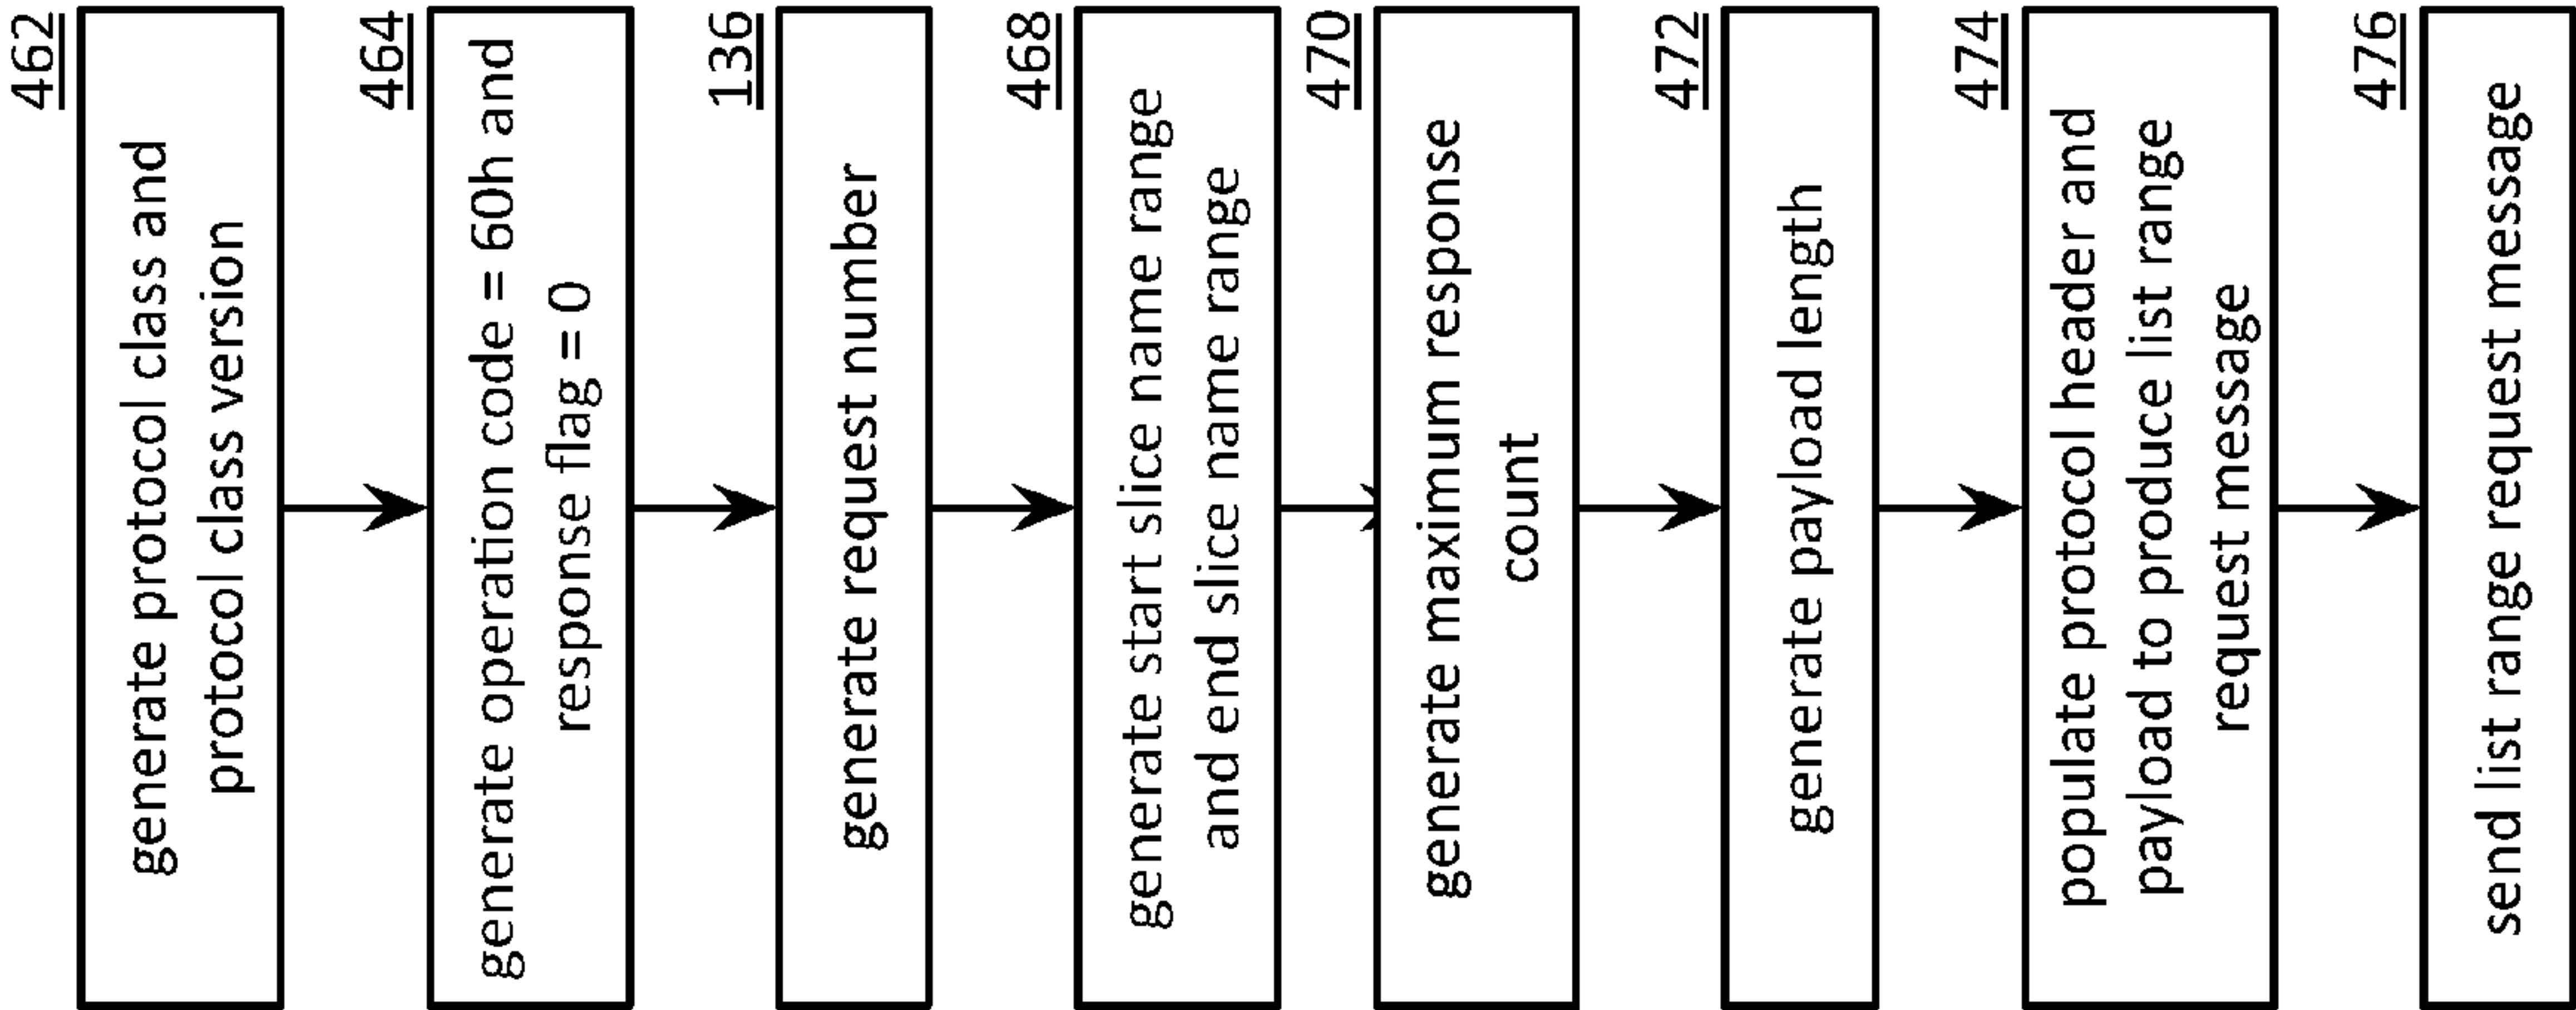 462
generate protocol class and
protocol class version
464
generate operation code = 60h and
response flag = 0
136
generate request number
468
generate start slice name range
and end slice name range
470
generate maximum response
count
472
generate payload length
474
populate protocol header and
payload to produce list range
request message
476
send list range request message